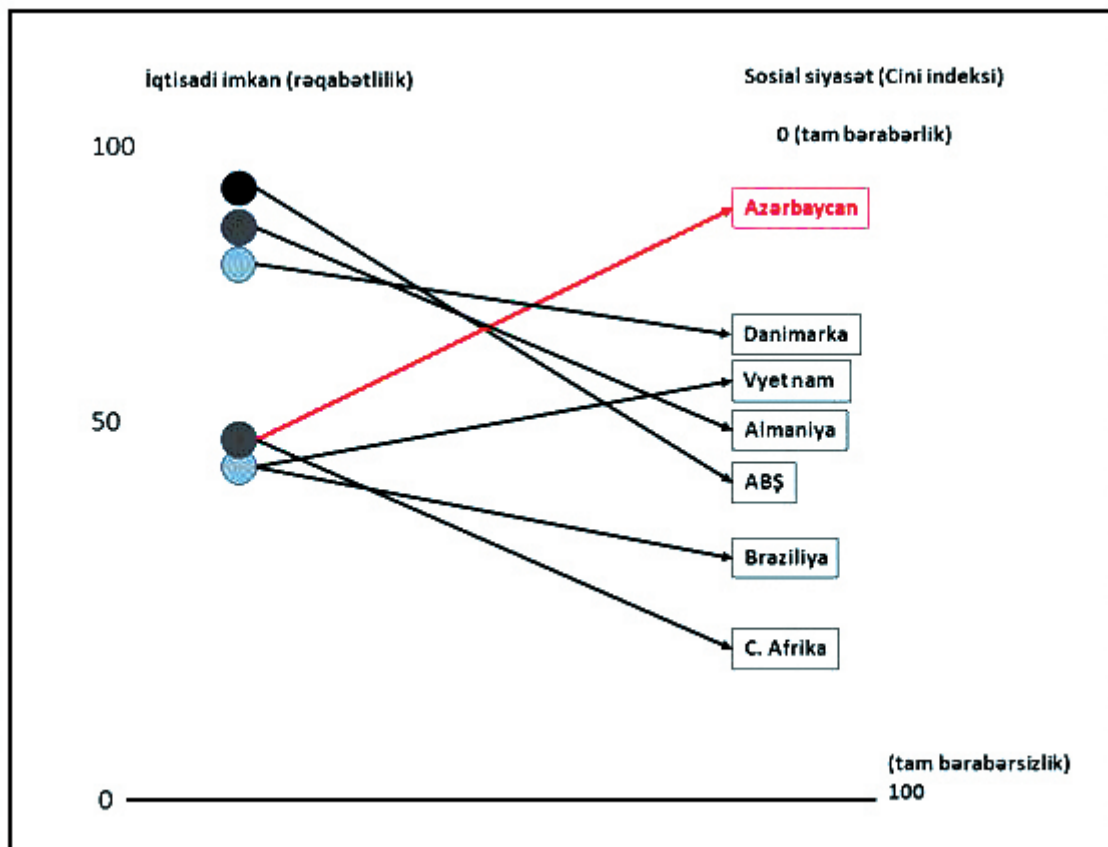 İqtisadi imkan (rəqabətlilik)
Sosial siyasət (Cini indeksi)
0 (tam bərabərlik)
100
Azərbaycan
Danimarka
Vyet nam
50
Almaniya
ABŞ
Braziliya
C. Afrika
(tam bərabərsizlik)
100
0